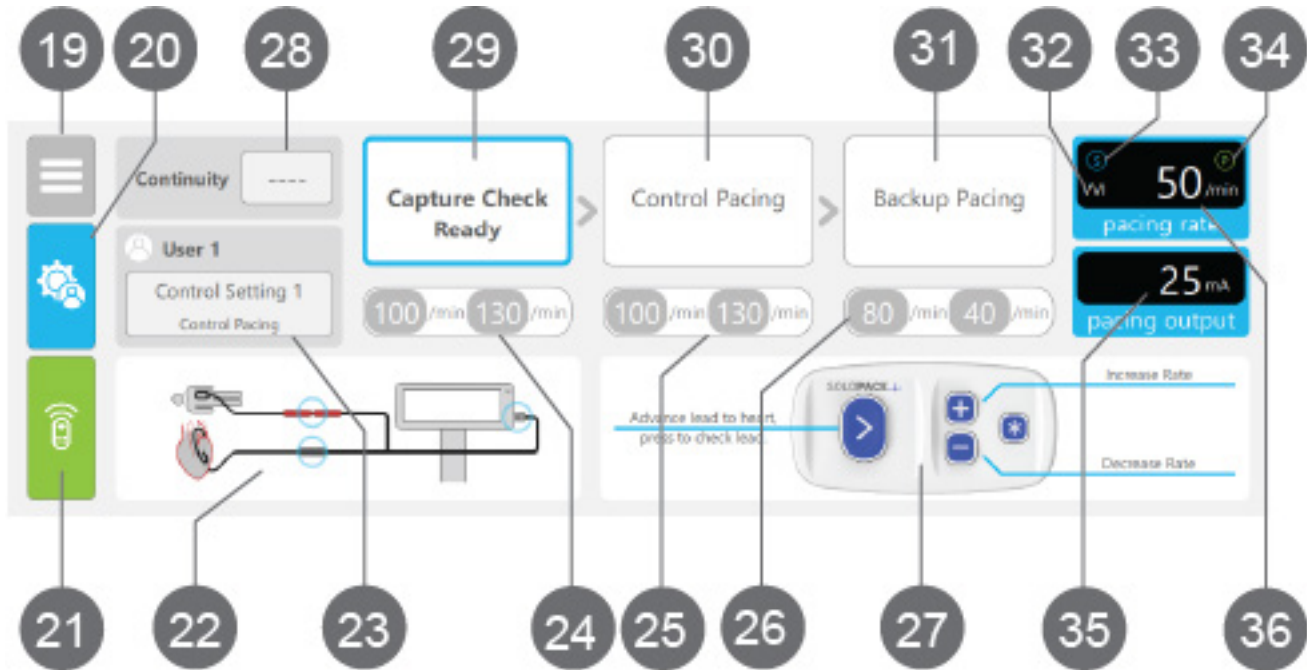 19
20
28
29
30
31
32
33
34
Continuity
----
Capture Check
Ready
>
Control Pacing
>
Backup Pacing
S
P
VVI
50 /min
pacing rate
User 1
Control Setting 1
Control Pacing
100 /min 130 /min
100 /min 130 /min
80 /min 40 /min
25 mA
pacing output
SOLOPACE
Advance lead to heart,
press to check lead.
>
+
-
*
Increase Rate
Decrease Rate
21
22
23
24
25
26
27
35
36